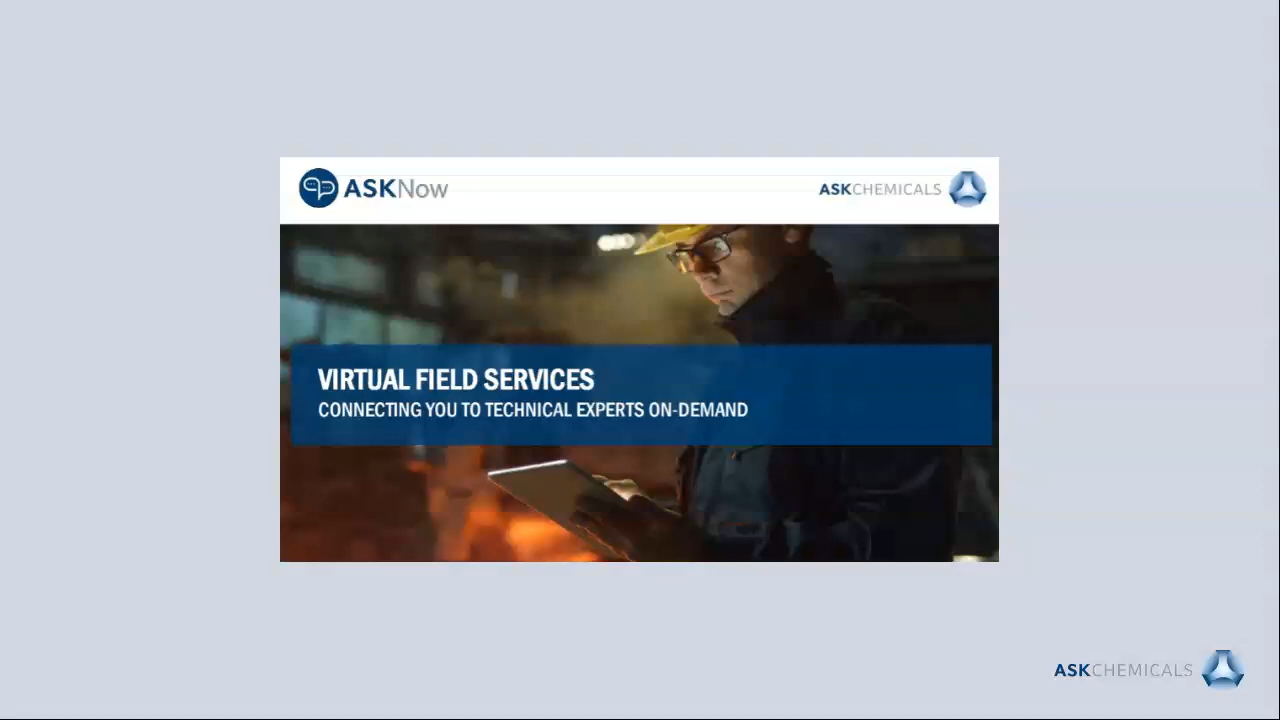 ASKNow
ASKCHEMICALS
VIRTUAL FIELD SERVICES
CONNECTING YOU TO TECHNICAL EXPERTS ON-DEMAND
ASKCHEMICALS